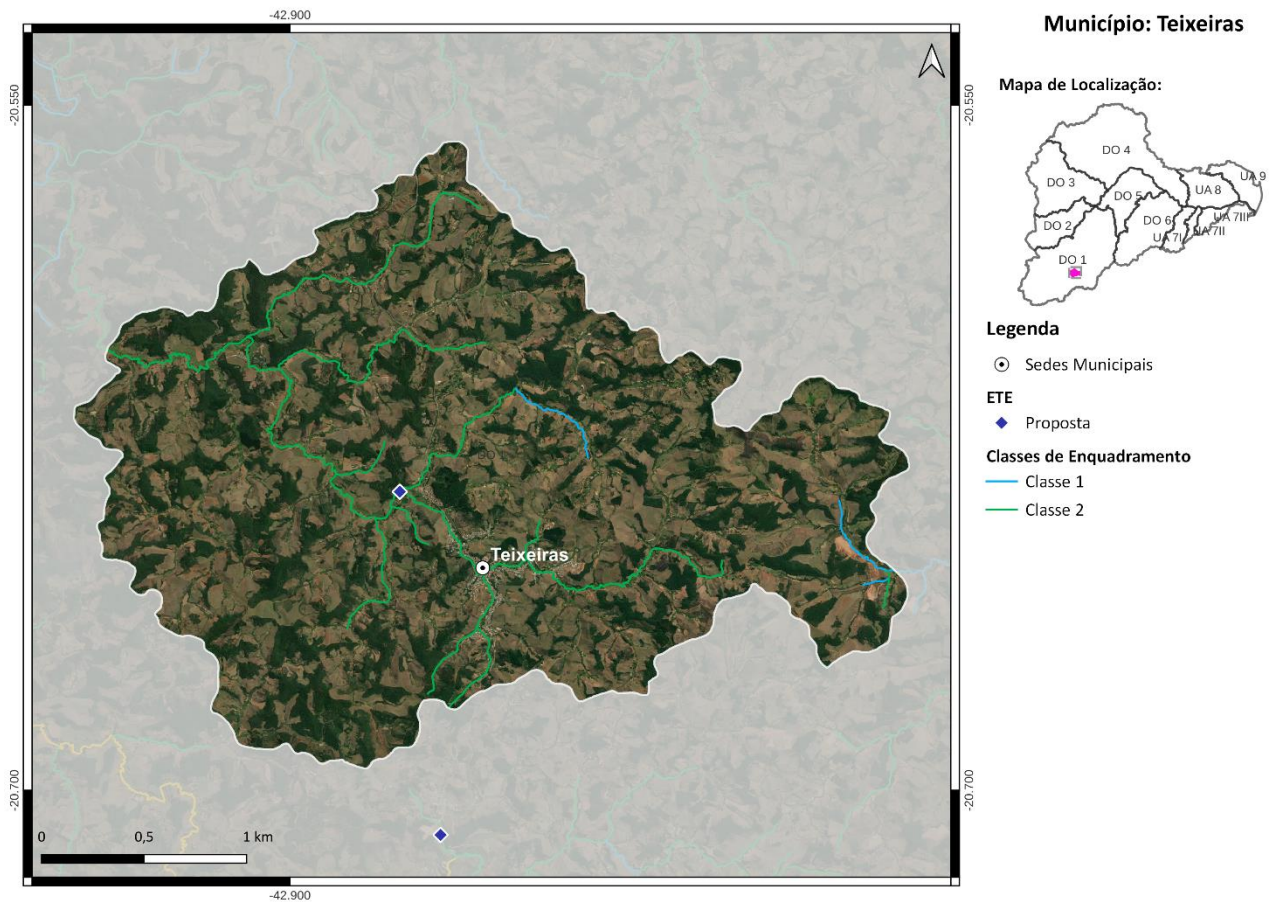 Município: Teixeiras
-42.900
-20.550
-20.550
Mapa de Localização:
DO 4
DO 3
DO 5
UA 8
UA 9
DO 2
DO 6
UA 7III
UA 7II
UA 7I
DO 1
Legenda
Sedes Municipais
ETE
Proposta
Classes de Enquadramento
Classe 1
Classe 2
DO 1
Teixeiras
-20.700
-20.700
0 0,5 1 km
-42.900